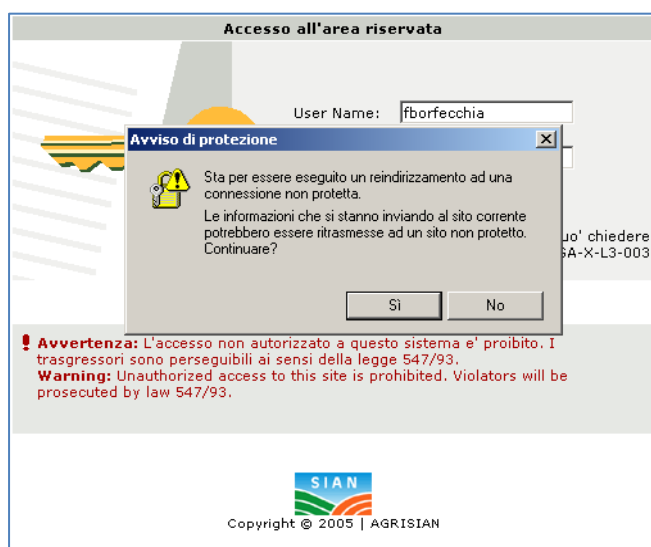 Accesso all'area riservata
User Name: fborfecchia
Avviso di protezione
Sta per essere eseguito un reindirizzamento ad una
connessione non protetta.
Le informazioni che si stanno inviando al sito corrente
potrebbero essere ritrasmesse ad un sito non protetto.
Continuare?
uo' chiedere
GA-X-L3-003
Sì No
! Avvertenza: L'accesso non autorizzato a questo sistema e' proibito. I
trasgressori sono perseguibili ai sensi della legge 547/93.
Warning: Unauthorized access to this site is prohibited. Violators will be
prosecuted by law 547/93.
SIAN
Copyright © 2005 | AGRISIAN